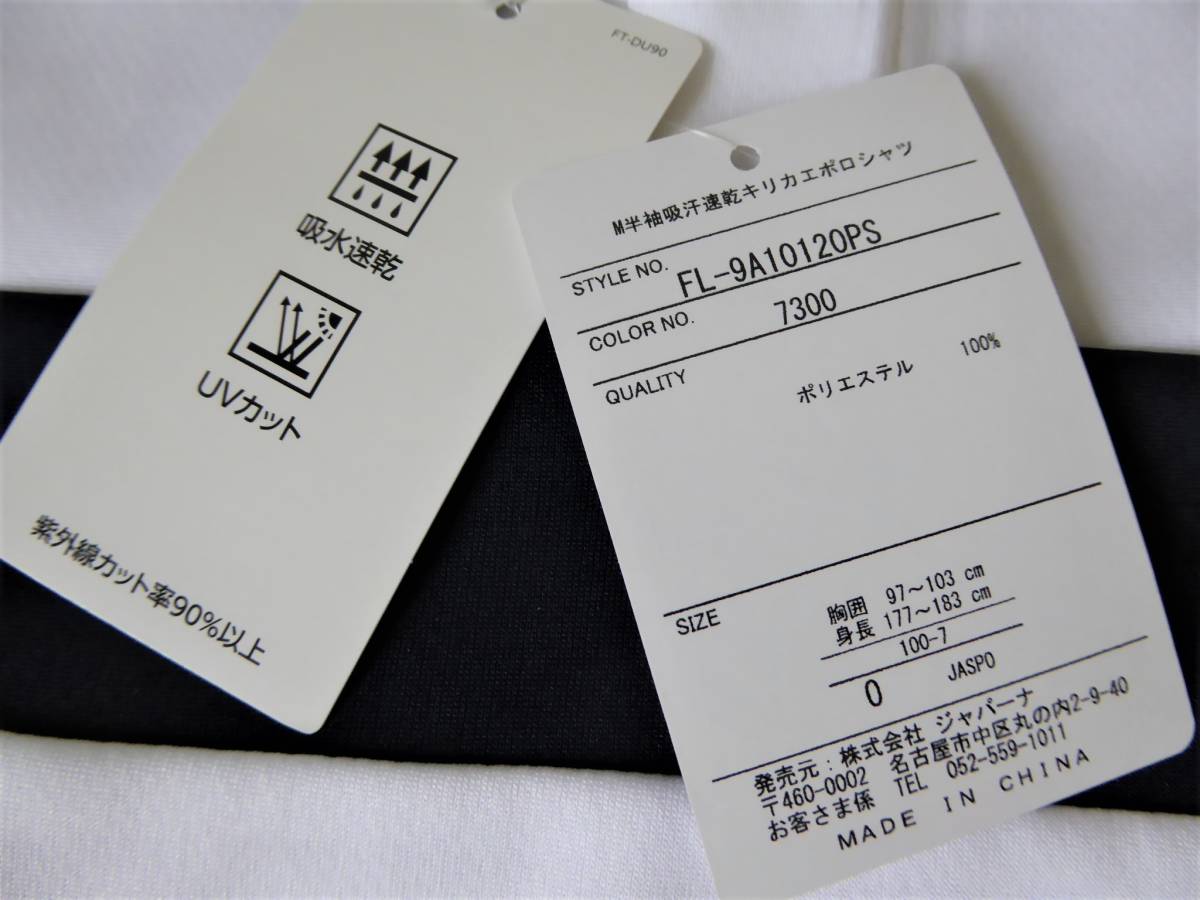 FT-DU90
吸水速乾
UVカット
紫外線カット率90%以上
M半袖吸汗速乾キリカエポロシャツ
STYLE NO. FL-9A10120PS
COLOR NO. 7300
QUALITY
ポリエステル 100%
SIZE
胸囲 97～103 cm
身長 177～183 cm
100-7
O JASPO
発売元：株式会社 ジャパーナ
〒460-0002 名古屋市中区丸の内2-9-40
お客さま係 TEL 052-559-1011
MADE IN CHINA